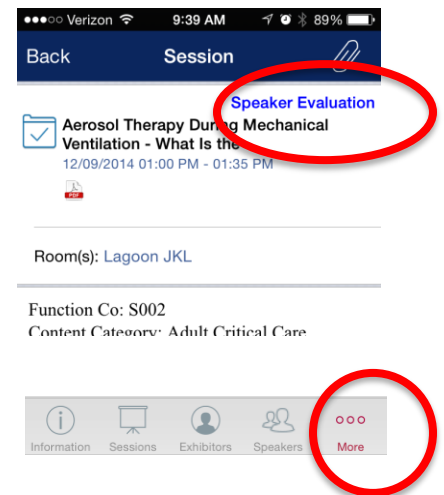 Verizon 9:39 AM 89%
Back Session
Speaker Evaluation
Aerosol Therapy During Mechanical
Ventilation - What Is the
12/09/2014 01:00 PM - 01:35 PM
PDF
Room(s): Lagoon JKL
Function Co: S002
Content Category: Adult Critical Care
Information Sessions Exhibitors Speakers More